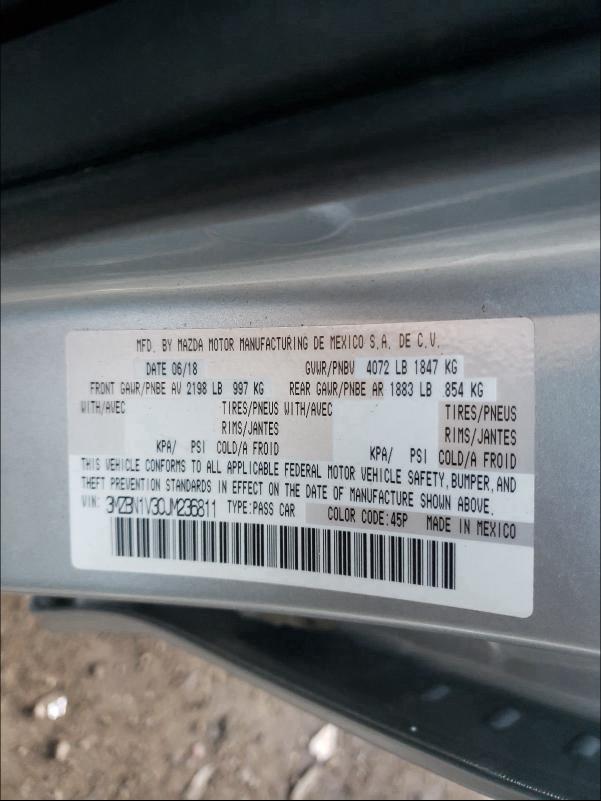 MFD. BY MAZDA MOTOR MANUFACTURING DE MEXICO S.A. DE C.V.
DATE 06/18 GVWR/PNBV 4072 LB 1847 KG
FRONT GAWR/PNBE AV 2198 LB 997 KG REAR GAWR/PNBE AR 1883 LB 854 KG
WITH/AVEC TIRES/PNEUS WITH/AVEC TIRES/PNEUS
RIMS/JANTES RIMS/JANTES
KPA/ PSI COLD/A FROID KPA/ PSI COLD/A FROID
THIS VEHICLE CONFORMS TO ALL APPLICABLE FEDERAL MOTOR VEHICLE SAFETY, BUMPER, AND
THEFT PREVENTION STANDARDS IN EFFECT ON THE DATE OF MANUFACTURE SHOWN ABOVE.
VIN: 3MZBN1V30JM236811 TYPE:PASS CAR COLOR CODE:45P MADE IN MEXICO